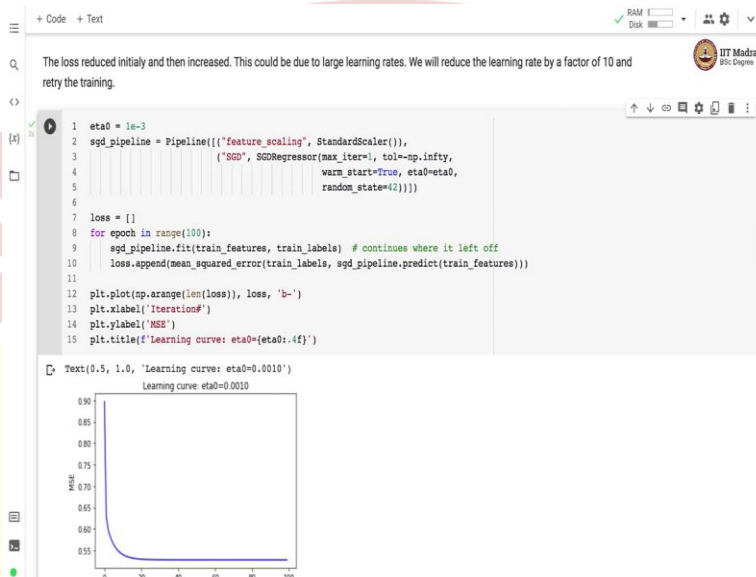 + Code + Text
RAM
Disk
IIT Madra
BSc Degree
The loss reduced initialy and then increased. This could be due to large learning rates. We will reduce the learning rate by a factor of 10 and
retry the training.
1 eta0 = 1e-3
2 sgd_pipeline = Pipeline([("feature_scaling", StandardScaler()),
3 ("SGD", SGDRegressor(max_iter=1, tol=-np.infty,
4 warm_start=True, eta0=eta0,
5 random_state=42))])
6
7 loss = []
8 for epoch in range(100):
9 sgd_pipeline.fit(train_features, train_labels) # continues where it left off
10 loss.append(mean_squared_error(train_labels, sgd_pipeline.predict(train_features)))
11
12 plt.plot(np.arange(len(loss)), loss, 'b-')
13 plt.xlabel('Iteration#')
14 plt.ylabel('MSE')
15 plt.title(f'Learning curve: eta0={eta0:.4f}')
Text(0.5, 1.0, 'Learning curve: eta0=0.0010')
Learning curve: eta0=0.0010
0.90
0.85
0.80
0.75
0.70
0.65
0.60
0.55
MSE